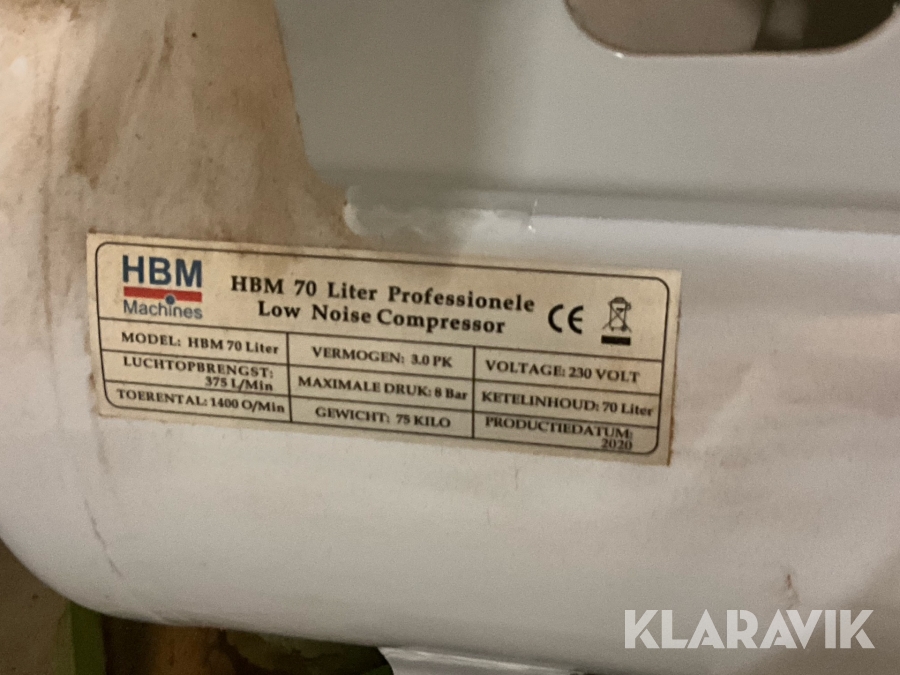 HBM
Machines
HBM 70 Liter Professionele
Low Noise Compressor
CE
MODEL: HBM 70 Liter
VERMOGEN: 3.0 PK
VOLTAGE: 230 VOLT
LUCHTOPBRENGST:
375 L/Min
MAXIMALE DRUK: 8 Bar
KETELINHOUD: 70 Liter
TOERENTAL: 1400 O/Min
GEWICHT: 75 KILO
PRODUCTIEDATUM:
2020
KLARAVIK